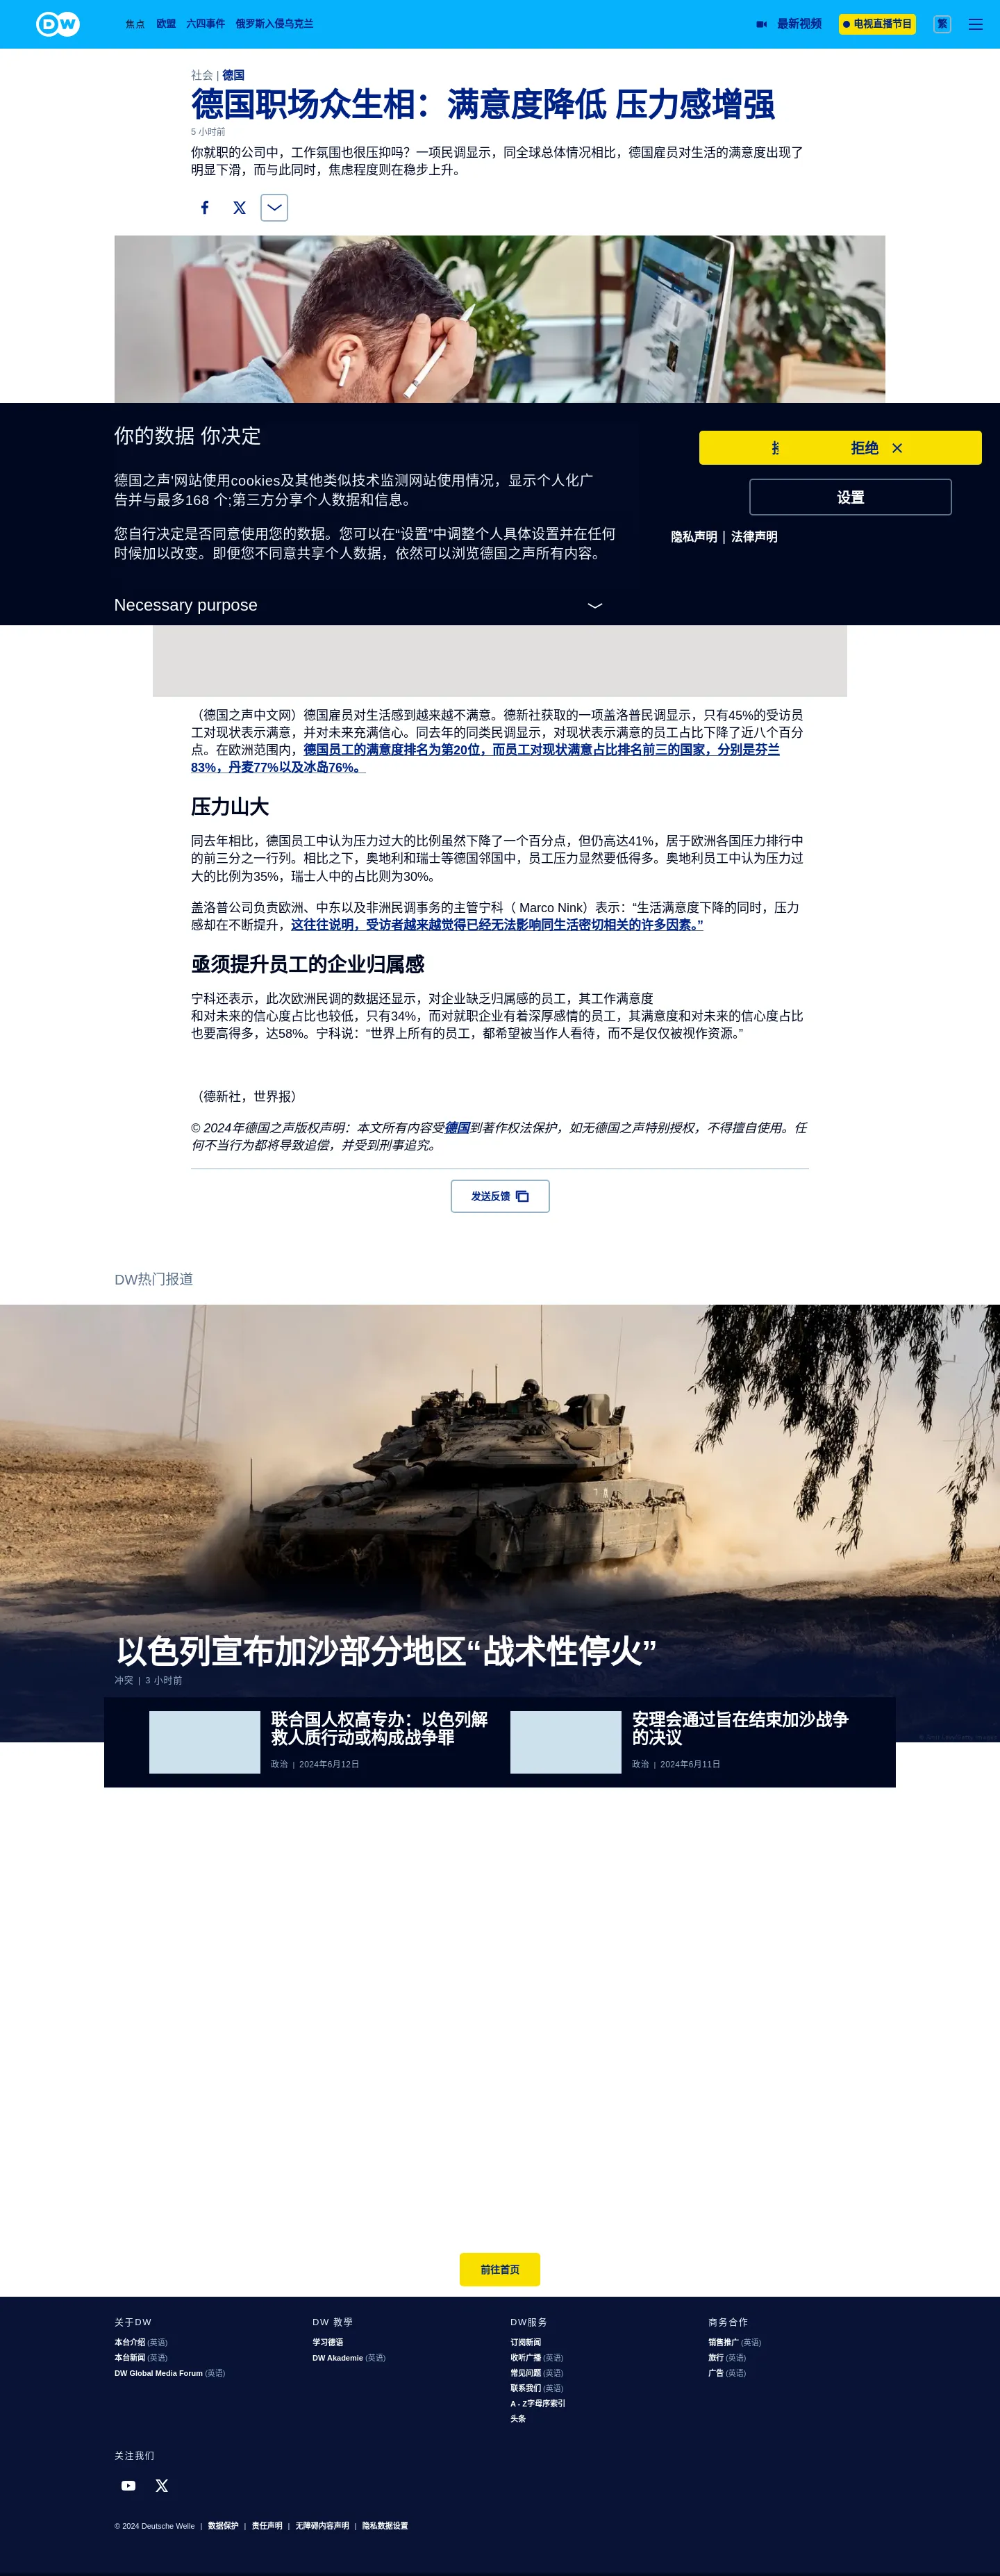 DW
焦点 欧盟 六四事件 俄罗斯入侵乌克兰 最新视频 电视直播节目 繁
社会 | 德国
德国职场众生相：满意度降低 压力感增强
5 小时前
你就职的公司中，工作氛围也很压抑吗？一项民调显示，同全球总体情况相比，德国雇员对生活的满意度出现了
明显下滑，而与此同时，焦虑程度则在稳步上升。
你的数据 你决定
德国之声'网站使用cookies及其他类似技术监测网站使用情况，显示个人化广
告并与最多168 个;第三方分享个人数据和信息。
您自行决定是否同意使用您的数据。您可以在“设置”中调整个人具体设置并在任何
时候加以改变。即便您不同意共享个人数据，依然可以浏览德国之声所有内容。
Necessary purpose
拒绝
设置
隐私声明 | 法律声明
（德国之声中文网）德国雇员对生活感到越来越不满意。德新社获取的一项盖洛普民调显示，只有45%的受访员
工对现状表示满意，并对未来充满信心。同去年的同类民调显示，对现状表示满意的员工占比下降了近八个百分
点。在欧洲范围内，德国员工的满意度排名为第20位，而员工对现状满意占比排名前三的国家，分别是芬兰
83%，丹麦77%以及冰岛76%。
压力山大
同去年相比，德国员工中认为压力过大的比例虽然下降了一个百分点，但仍高达41%，居于欧洲各国压力排行中
的前三分之一行列。相比之下，奥地利和瑞士等德国邻国中，员工压力显然要低得多。奥地利员工中认为压力过
大的比例为35%，瑞士人中的占比则为30%。
盖洛普公司负责欧洲、中东以及非洲民调事务的主管宁科（ Marco Nink）表示：“生活满意度下降的同时，压力
感却在不断提升，这往往说明，受访者越来越觉得已经无法影响同生活密切相关的许多因素。”
亟须提升员工的企业归属感
宁科还表示，此次欧洲民调的数据还显示，对企业缺乏归属感的员工，其工作满意度
和对未来的信心度占比也较低，只有34%，而对就职企业有着深厚感情的员工，其满意度和对未来的信心度占比
也要高得多，达58%。宁科说：“世界上所有的员工，都希望被当作人看待，而不是仅仅被视作资源。”
（德新社，世界报）
© 2024年德国之声版权声明：本文所有内容受德国到著作权法保护，如无德国之声特别授权，不得擅自使用。任
何不当行为都将导致追偿，并受到刑事追究。
发送反馈
DW热门报道
以色列宣布加沙部分地区“战术性停火”
冲突 | 3 小时前
联合国人权高专办：以色列解
救人质行动或构成战争罪
政治 | 2024年6月12日
安理会通过旨在结束加沙战争
的决议
政治 | 2024年6月11日
前往首页
关于DW
本台介绍 (英语)
本台新闻 (英语)
DW Global Media Forum (英语)
DW 教學
学习德语
DW Akademie (英语)
DW服务
订阅新闻
收听广播 (英语)
常见问题 (英语)
联系我们 (英语)
A - Z字母序索引
头条
商务合作
销售推广 (英语)
旅行 (英语)
广告 (英语)
关注我们
© 2024 Deutsche Welle | 数据保护 | 责任声明 | 无障碍内容声明 | 隐私数据设置